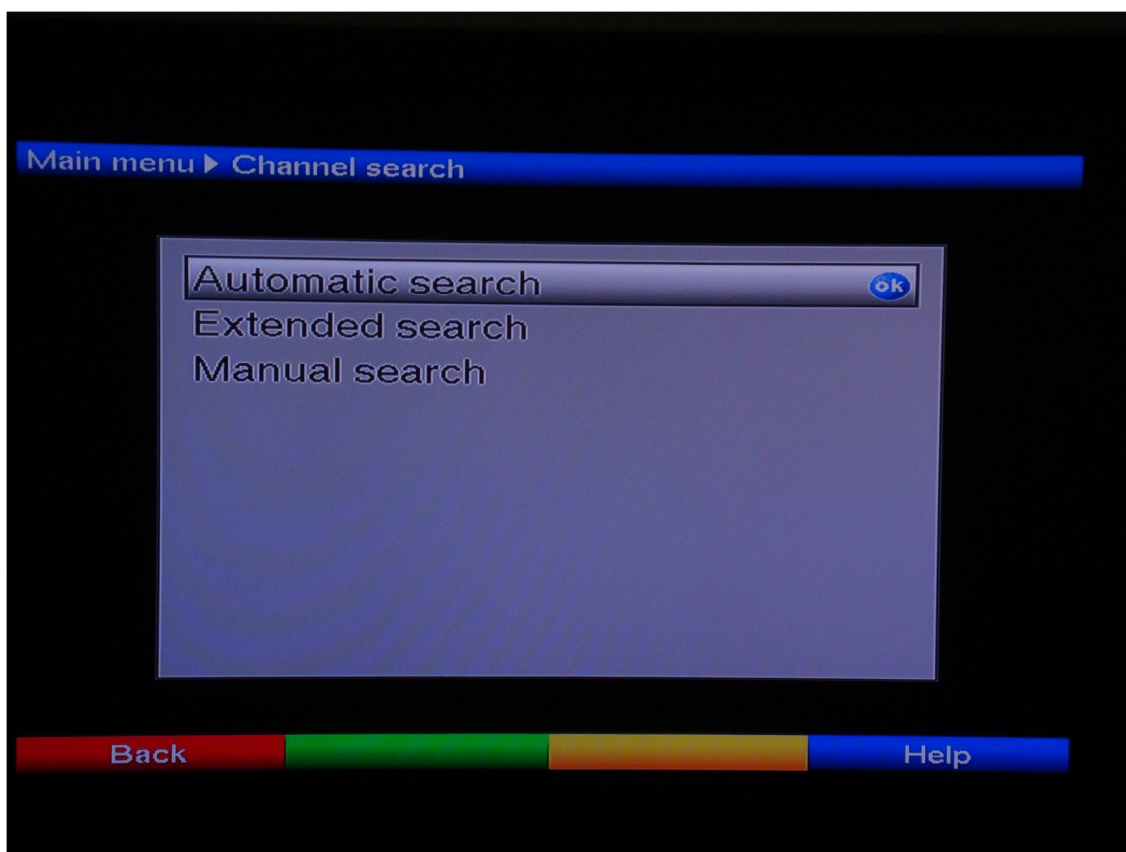 Main menu ▶ Channel search
Automatic search ok
Extended search
Manual search
Back Help